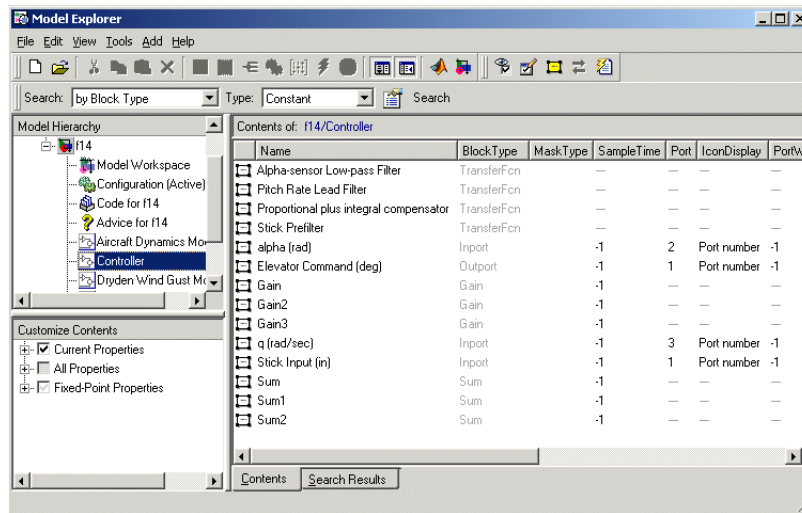 Model Explorer
File Edit View Tools Add Help
Search: by Block Type Type: Constant Search
Model Hierarchy
f14
Model Workspace
Configuration (Active)
Code for f14
Advice for f14
Aircraft Dynamics Mo
Controller
Dryden Wind Gust Mo
Customize Contents
Current Properties
All Properties
Fixed-Point Properties
Contents of: f14/Controller
Name BlockType MaskType SampleTime Port IconDisplay PortW
Alpha-sensor Low-pass Filter TransferFcn — — —
Pitch Rate Lead Filter TransferFcn — — —
Proportional plus integral compensator TransferFcn — — —
Stick Prefilter TransferFcn — — —
alpha (rad) Inport -1 2 Port number -1
Elevator Command (deg) Outport -1 1 Port number -1
Gain Gain -1 — — —
Gain2 Gain -1 — — —
Gain3 Gain -1 — — —
q (rad/sec) Inport -1 3 Port number -1
Stick Input (in) Inport -1 1 Port number -1
Sum Sum -1 — — —
Sum1 Sum -1 — — —
Sum2 Sum -1 — — —
Contents Search Results